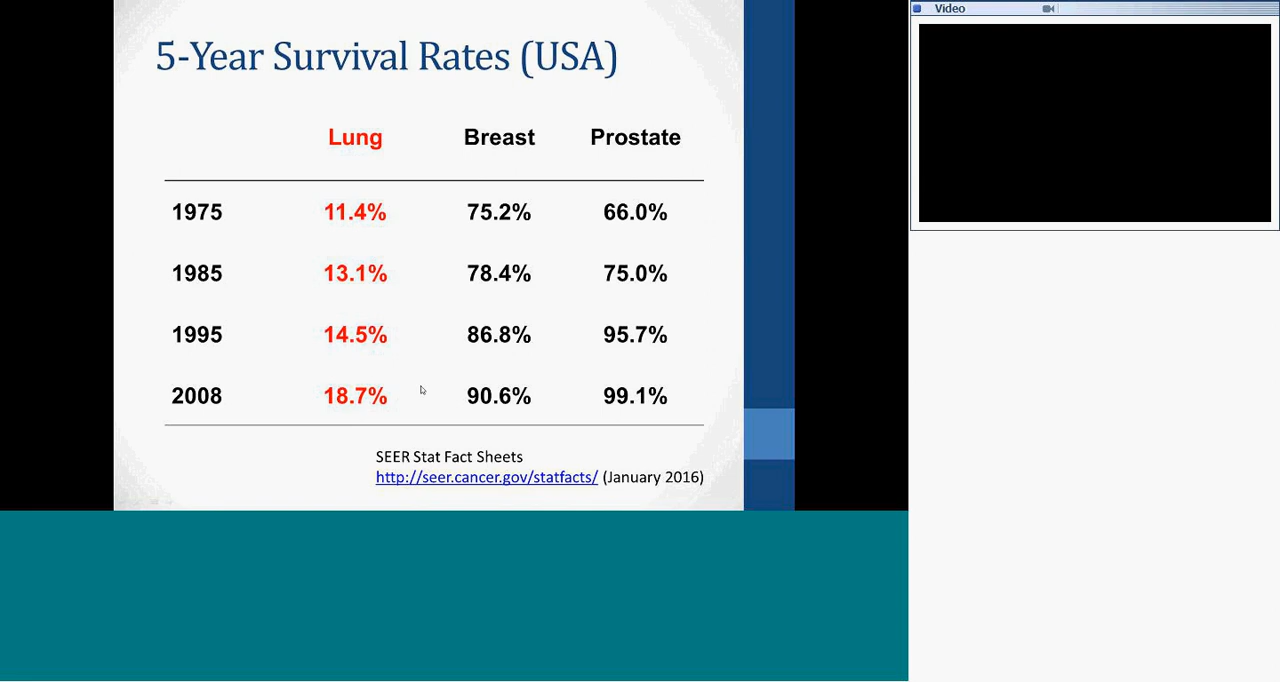 5-Year Survival Rates (USA)
Lung Breast Prostate
1975 11.4% 75.2% 66.0%
1985 13.1% 78.4% 75.0%
1995 14.5% 86.8% 95.7%
2008 18.7% 90.6% 99.1%
SEER Stat Fact Sheets
http://seer.cancer.gov/statfacts/ (January 2016)
Video